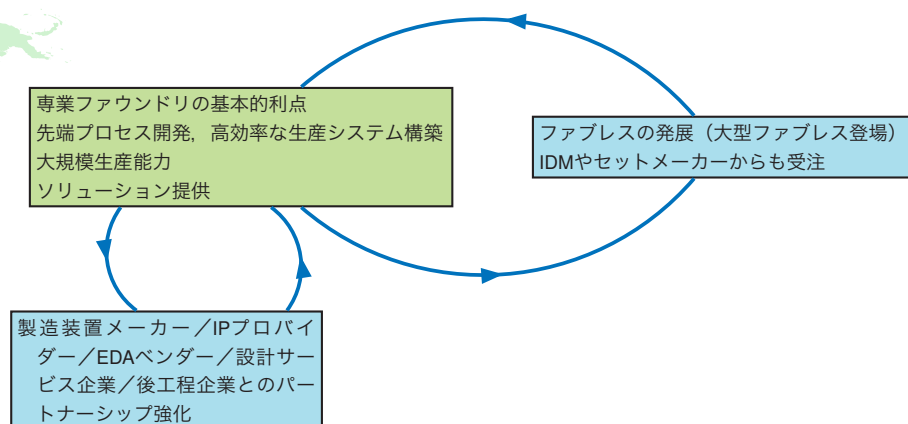 専業ファウンドリの基本的利点
先端プロセス開発，高効率な生産システム構築
大規模生産能力
ソリューション提供
ファブレスの発展（大型ファブレス登場）
IDMやセットメーカーからも受注
製造装置メーカー／IPプロバイ
ダー／EDAベンダー／設計サー
ビス企業／後工程企業とのパー
トナーシップ強化